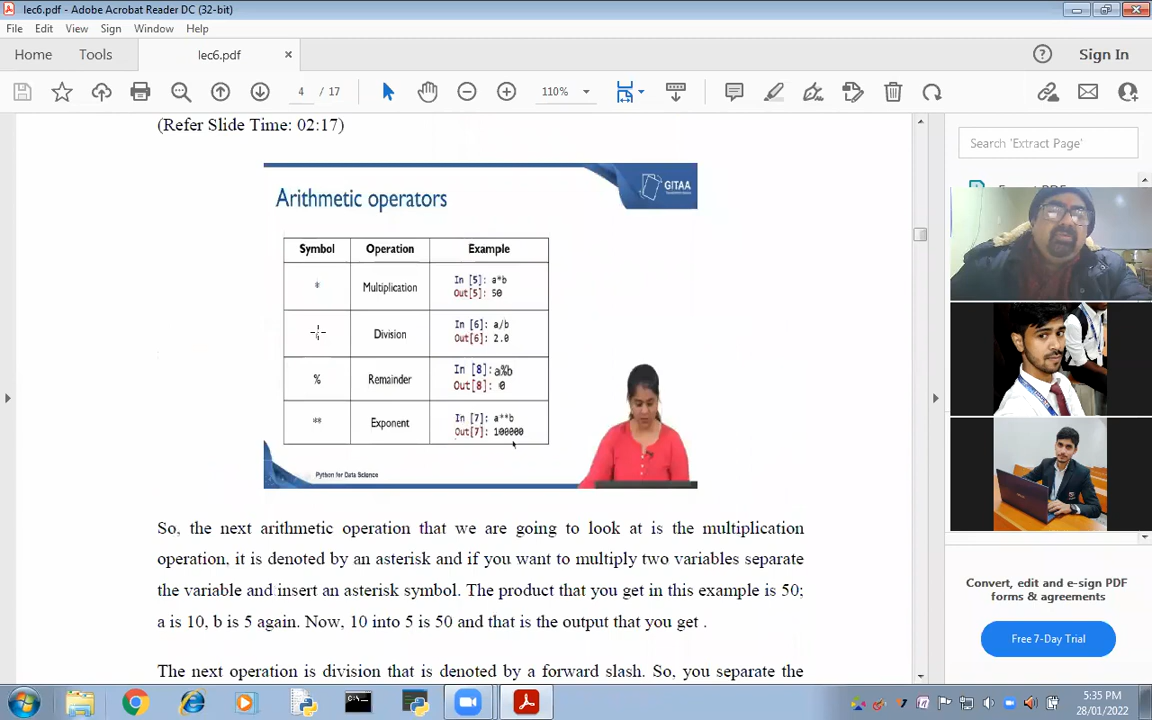 lec6.pdf - Adobe Acrobat Reader DC (32-bit)
File Edit View Sign Window Help
Home Tools lec6.pdf × ? Sign In
4 / 17 110%
(Refer Slide Time: 02:17)
Search 'Extract Page'
GITAA
Arithmetic operators
Symbol Operation Example
* Multiplication In [5]: a*b
Out[5]: 50
Division In [6]: a/b
Out[6]: 2.0
% Remainder In [8]: a%b
Out[8]: 0
** Exponent In [7]: a**b
Out[7]: 100000
Python for Data Science
So, the next arithmetic operation that we are going to look at is the multiplication
operation, it is denoted by an asterisk and if you want to multiply two variables separate
the variable and insert an asterisk symbol. The product that you get in this example is 50;
a is 10, b is 5 again. Now, 10 into 5 is 50 and that is the output that you get .
The next operation is division that is denoted by a forward slash. So, you separate the
Convert, edit and e-sign PDF
forms & agreements
Free 7-Day Trial
5:35 PM
28/01/2022